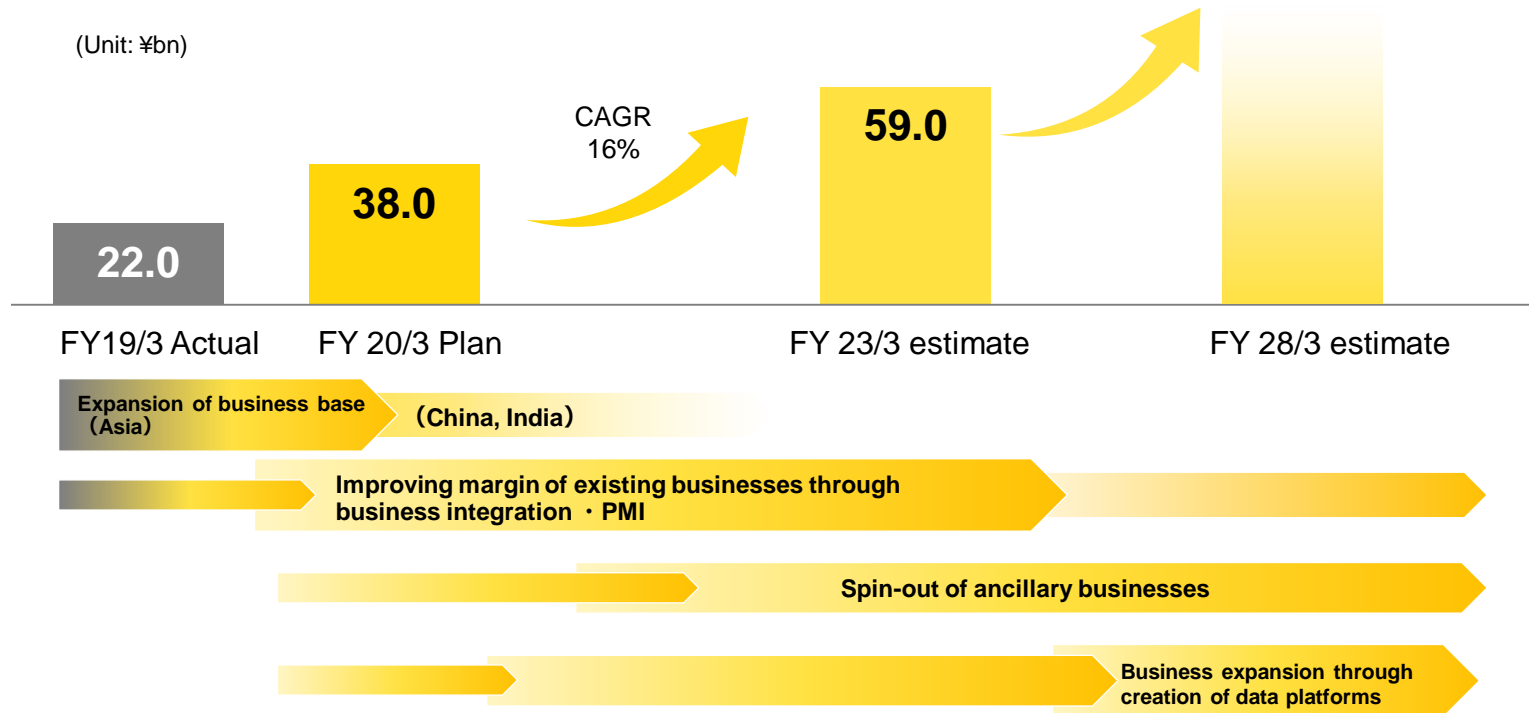 (Unit: ¥bn)
CAGR
16%
22.0
38.0
59.0
FY19/3 Actual
FY 20/3 Plan
FY 23/3 estimate
FY 28/3 estimate
Expansion of business base
（Asia）
（China, India）
Improving margin of existing businesses through
business integration ・ PMI
Spin-out of ancillary businesses
Business expansion through
creation of data platforms